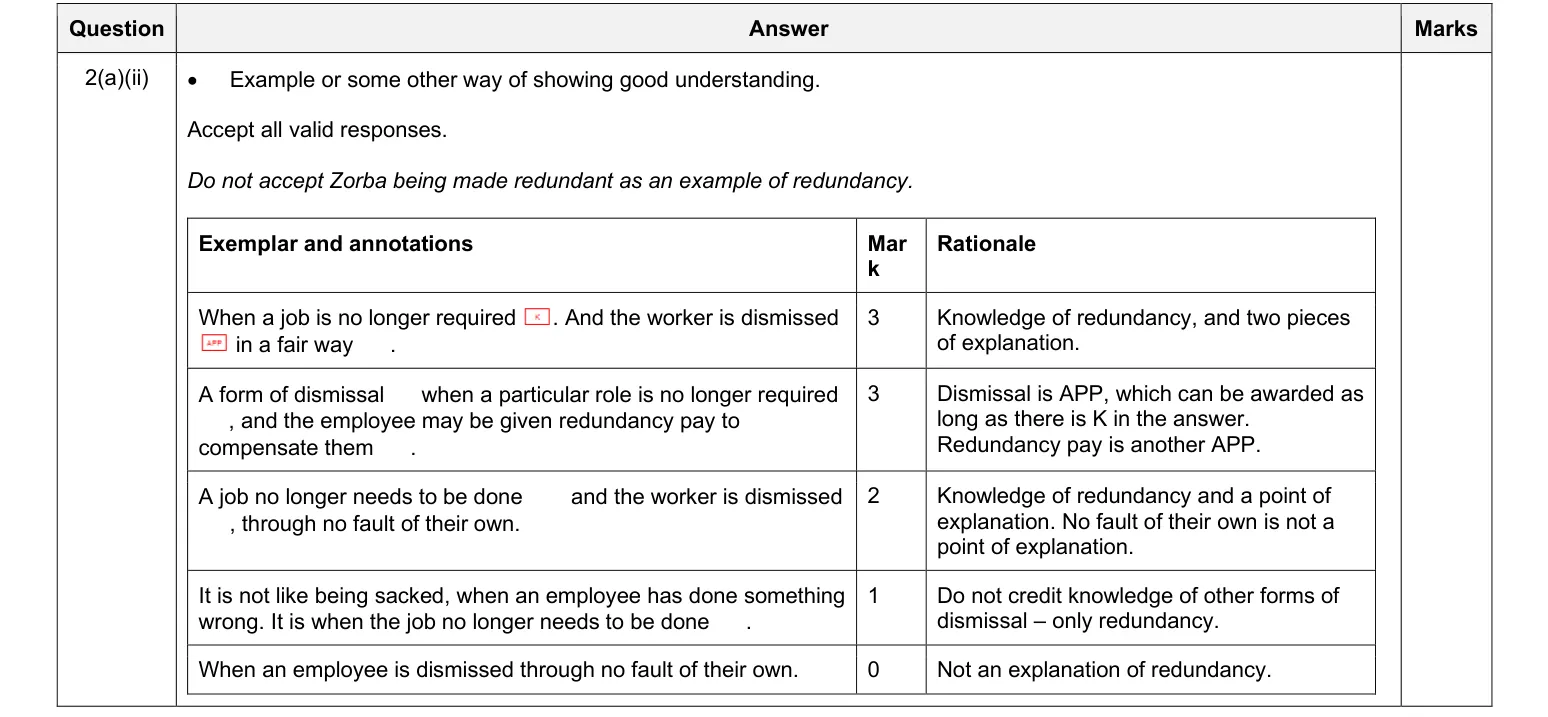 Question Answer Marks
2(a)(ii) • Example or some other way of showing good understanding.
Accept all valid responses.
Do not accept Zorba being made redundant as an example of redundancy.
Exemplar and annotations Mar Rationale
k
When a job is no longer required K . And the worker is dismissed 3 Knowledge of redundancy, and two pieces
APP in a fair way . of explanation.
A form of dismissal when a particular role is no longer required 3 Dismissal is APP, which can be awarded as
, and the employee may be given redundancy pay to long as there is K in the answer.
compensate them . Redundancy pay is another APP.
A job no longer needs to be done and the worker is dismissed 2 Knowledge of redundancy and a point of
, through no fault of their own. explanation. No fault of their own is not a
point of explanation.
It is not like being sacked, when an employee has done something 1 Do not credit knowledge of other forms of
wrong. It is when the job no longer needs to be done . dismissal – only redundancy.
When an employee is dismissed through no fault of their own. 0 Not an explanation of redundancy.